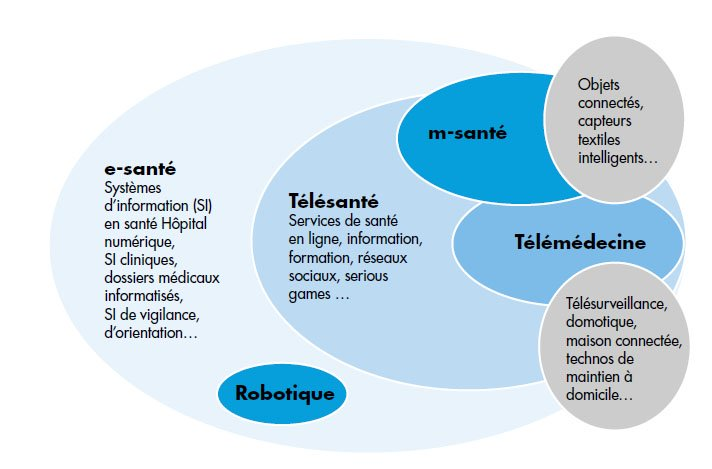 e-santé
Systèmes
d’information (SI)
en santé Hôpital
numérique,
SI cliniques,
dossiers médicaux
informatisés,
SI de vigilance,
d’orientation…
Télésanté
Services de santé
en ligne, information,
formation, réseaux
sociaux, serious
games …
m-santé
Objets
connectés,
capteurs
textiles
intelligents…
Télémédecine
Télésurveillance,
domotique,
maison connectée,
technos de
maintien à
domicile…
Robotique